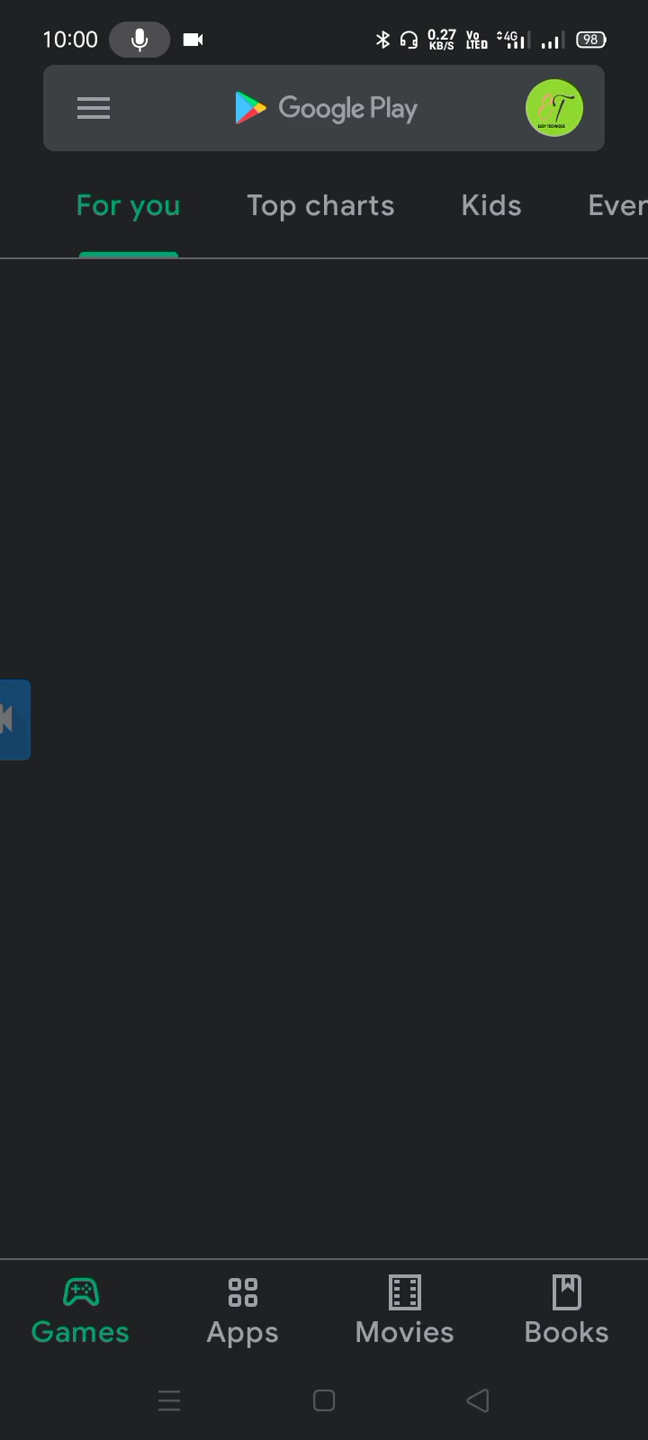 10:00 0.27 KB/S Vo LTE D 4G 98
Google Play
For you Top charts Kids Ever
Games Apps Movies Books